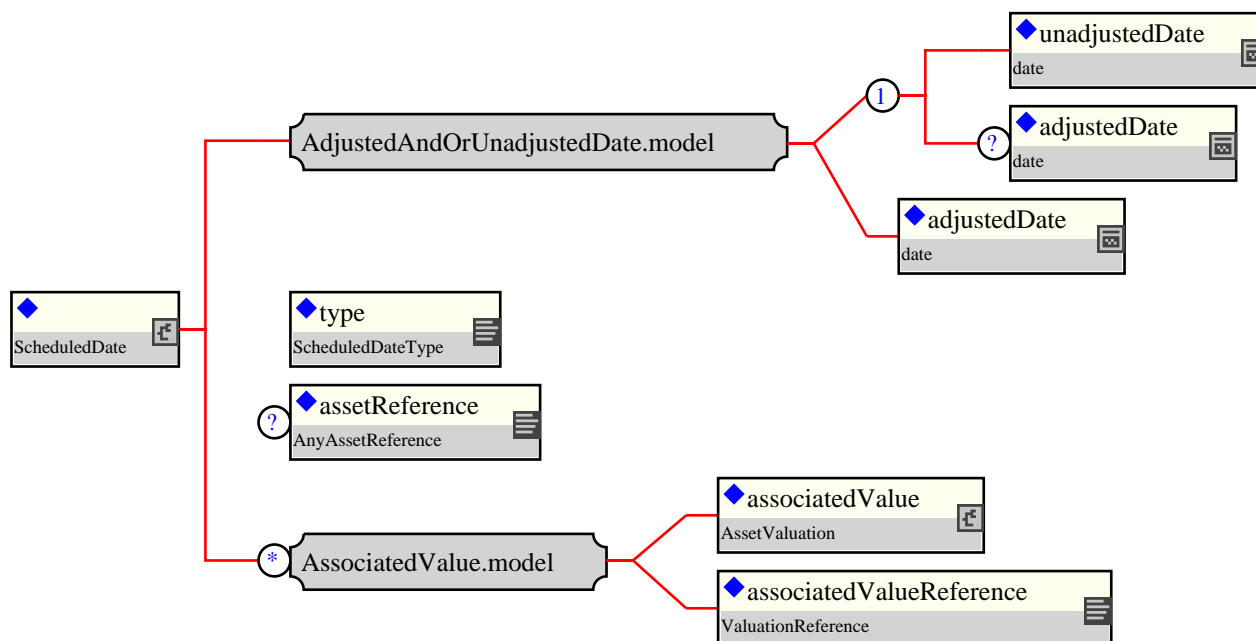 unadjustedDate
date
1
AdjustedAndOrUnadjustedDate.model
?
adjustedDate
date
adjustedDate
date
ScheduledDate
type
ScheduledDateType
?
assetReference
AnyAssetReference
*
AssociatedValue.model
associatedValue
AssetValuation
associatedValueReference
ValuationReference